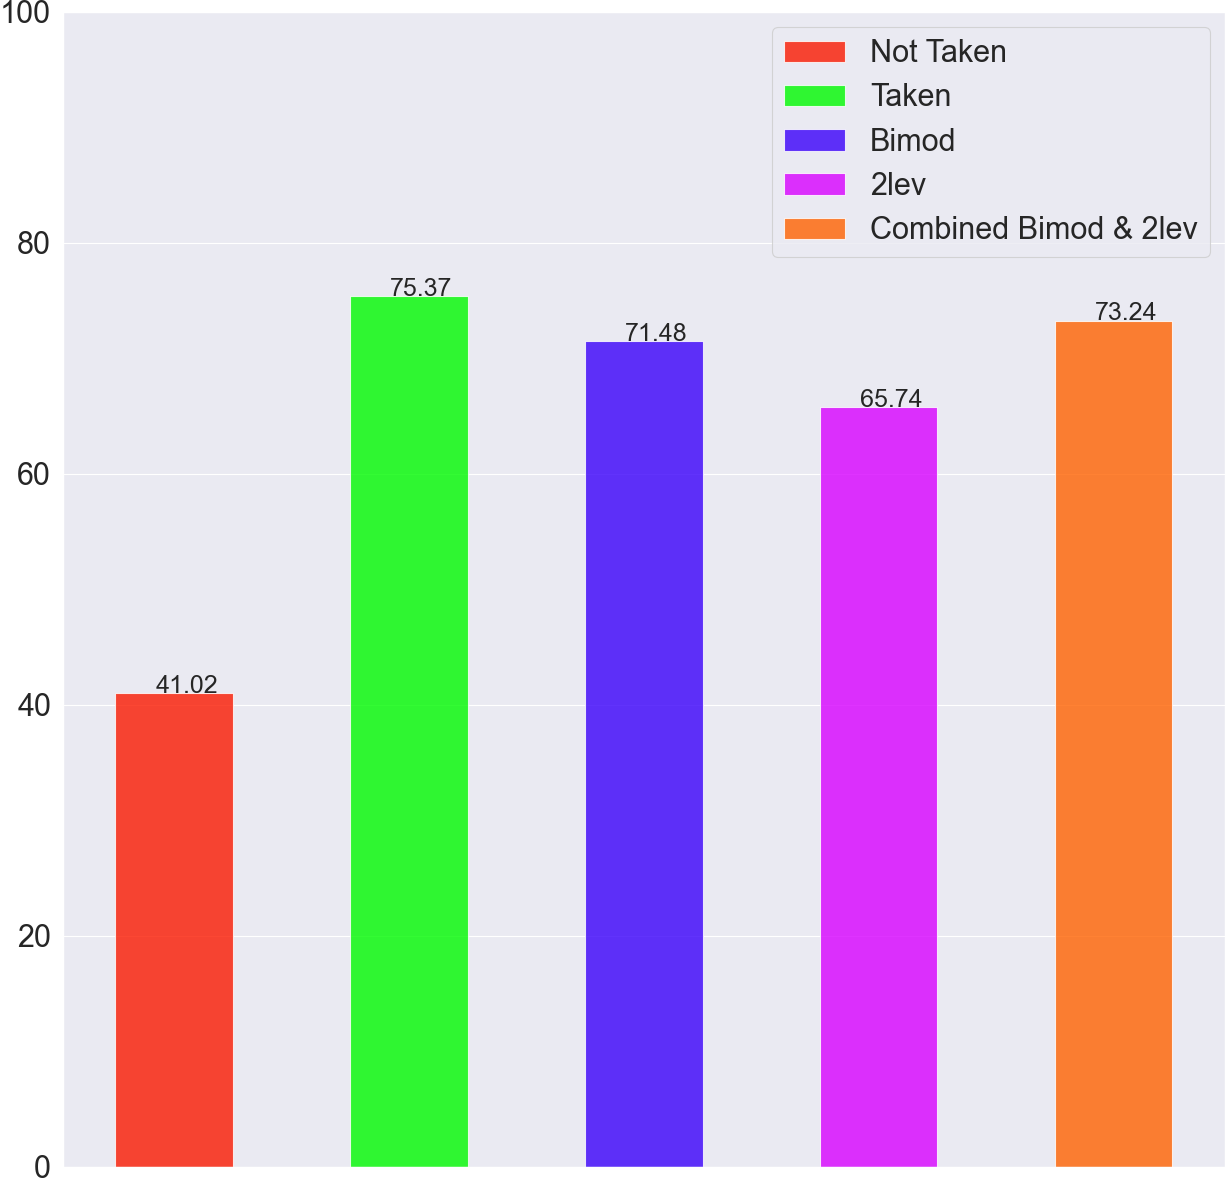 100
80
60
40
20
0
Not Taken
Taken
Bimod
2lev
Combined Bimod & 2lev
41.02
75.37
71.48
65.74
73.24